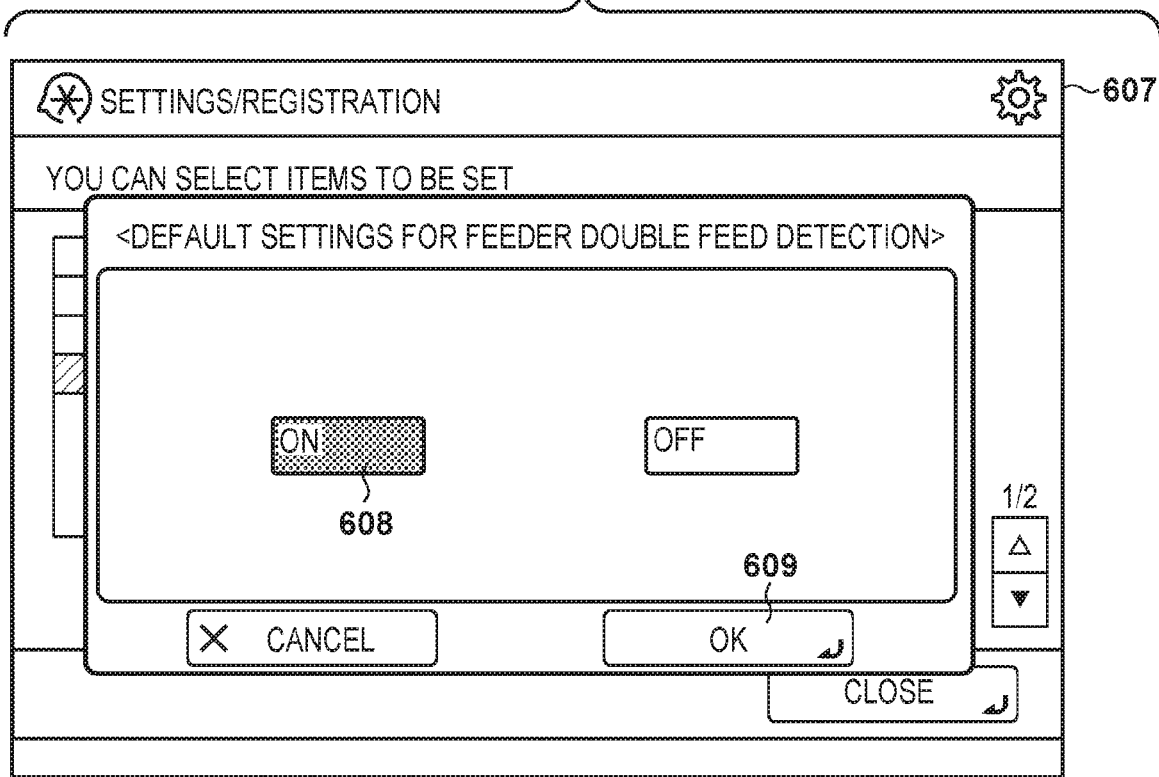 SETTINGS/REGISTRATION
607
YOU CAN SELECT ITEMS TO BE SET
<DEFAULT SETTINGS FOR FEEDER DOUBLE FEED DETECTION>
ON
OFF
608
1/2
609
CANCEL
OK
CLOSE